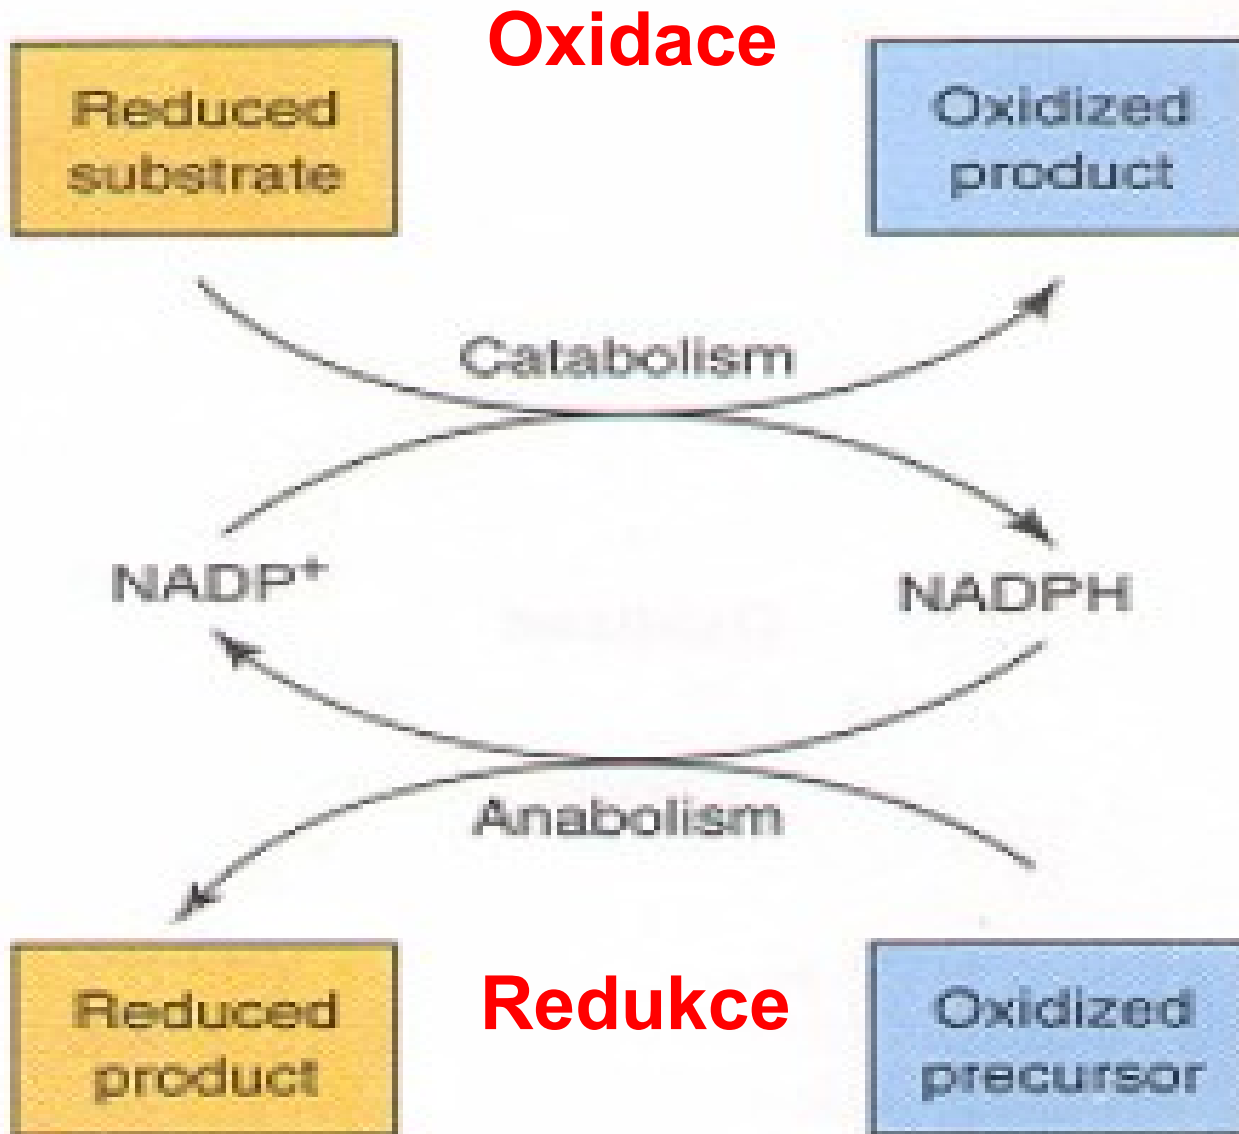 Oxidace
Reduced
substrate
Oxidized
product
Catabolism
NADP⁺
NADPH
Anabolism
Reduced
product
Redukce
Oxidized
precursor